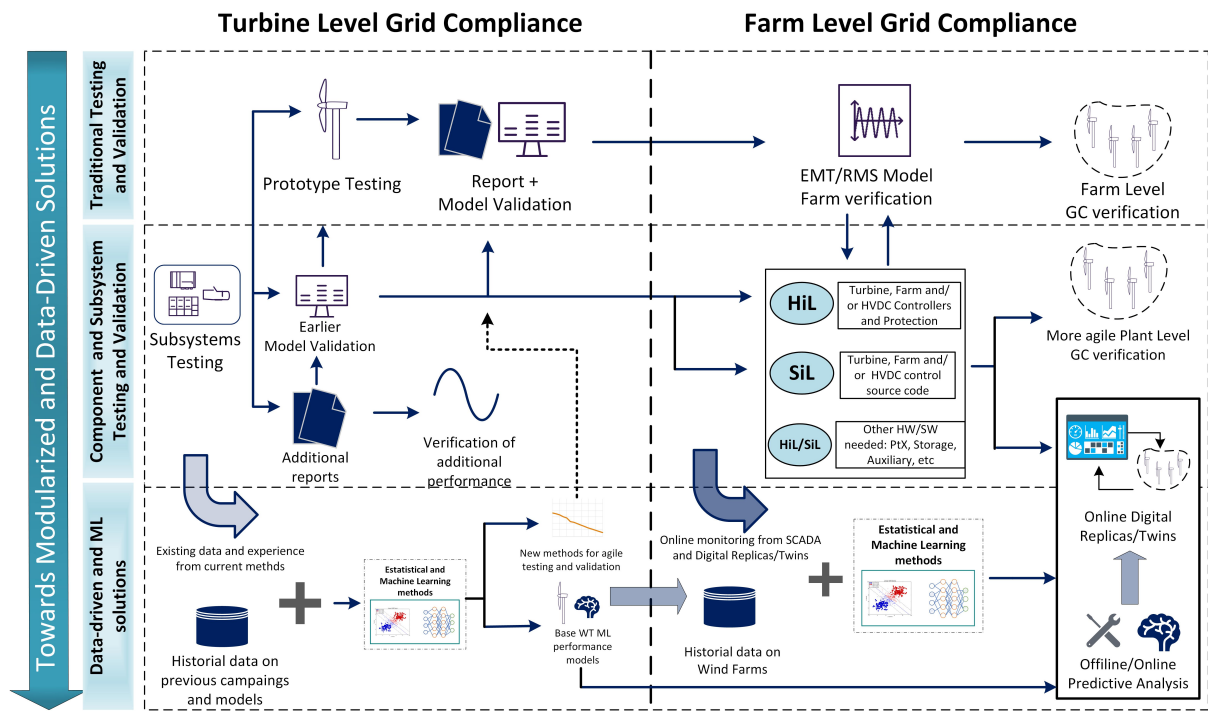 Turbine Level Grid Compliance
Farm Level Grid Compliance
Towards Modularized and Data-Driven Solutions
Traditional Testing
and Validation
Prototype Testing
Report +
Model Validation
EMT/RMS Model
Farm verification
Farm Level
GC verification
Component and Subsystem
Testing and Validation
Subsystems
Testing
Earlier
Model Validation
Additional
reports
Verification of
additional
performance
HiL
Turbine, Farm and/
or HVDC Controllers
and Protection
SiL
Turbine, Farm and/
or HVDC control
source code
HiL/SiL
Other HW/SW
needed: PtX, Storage,
Auxiliary, etc
More agile Plant Level
GC verification
Data-driven and ML
solutions
Existing data and experience
from current methds
Historial data on
previous campaings
and models
Estatistical and
Machine Learning
methods
New methods for agile
testing and validation
Base WT ML
performance
models
Online monitoring from SCADA
and Digital Replicas/Twins
Historical data on
Wind Farms
Estatistical and
Machine Learning
methods
Online Digital
Replicas/Twins
Offiline/Online
Predictive Analysis